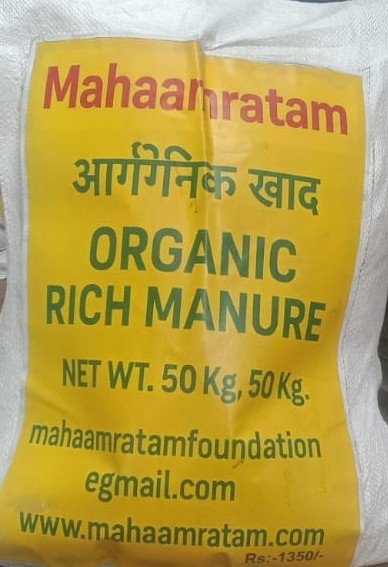 Mahaamratam
आर्गगेनिक खाद
ORGANIC
RICH MANURE
NET WT. 50 Kg, 50 Kg.
mahaamratamfoundation
egmail.com
www.mahaamratam.com
Rs:-1350/-